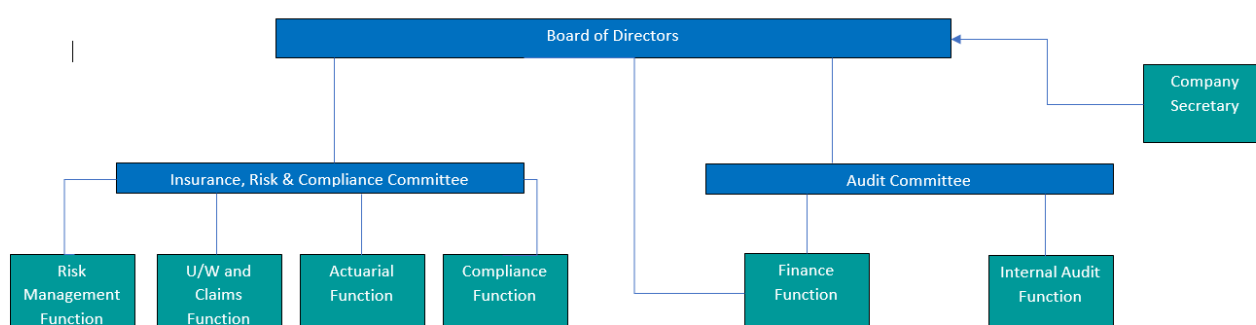 Board of Directors
Company
Secretary
Insurance, Risk & Compliance Committee
Audit Committee
Risk
Management
Function
U/W and
Claims
Function
Actuarial
Function
Compliance
Function
Finance
Function
Internal Audit
Function